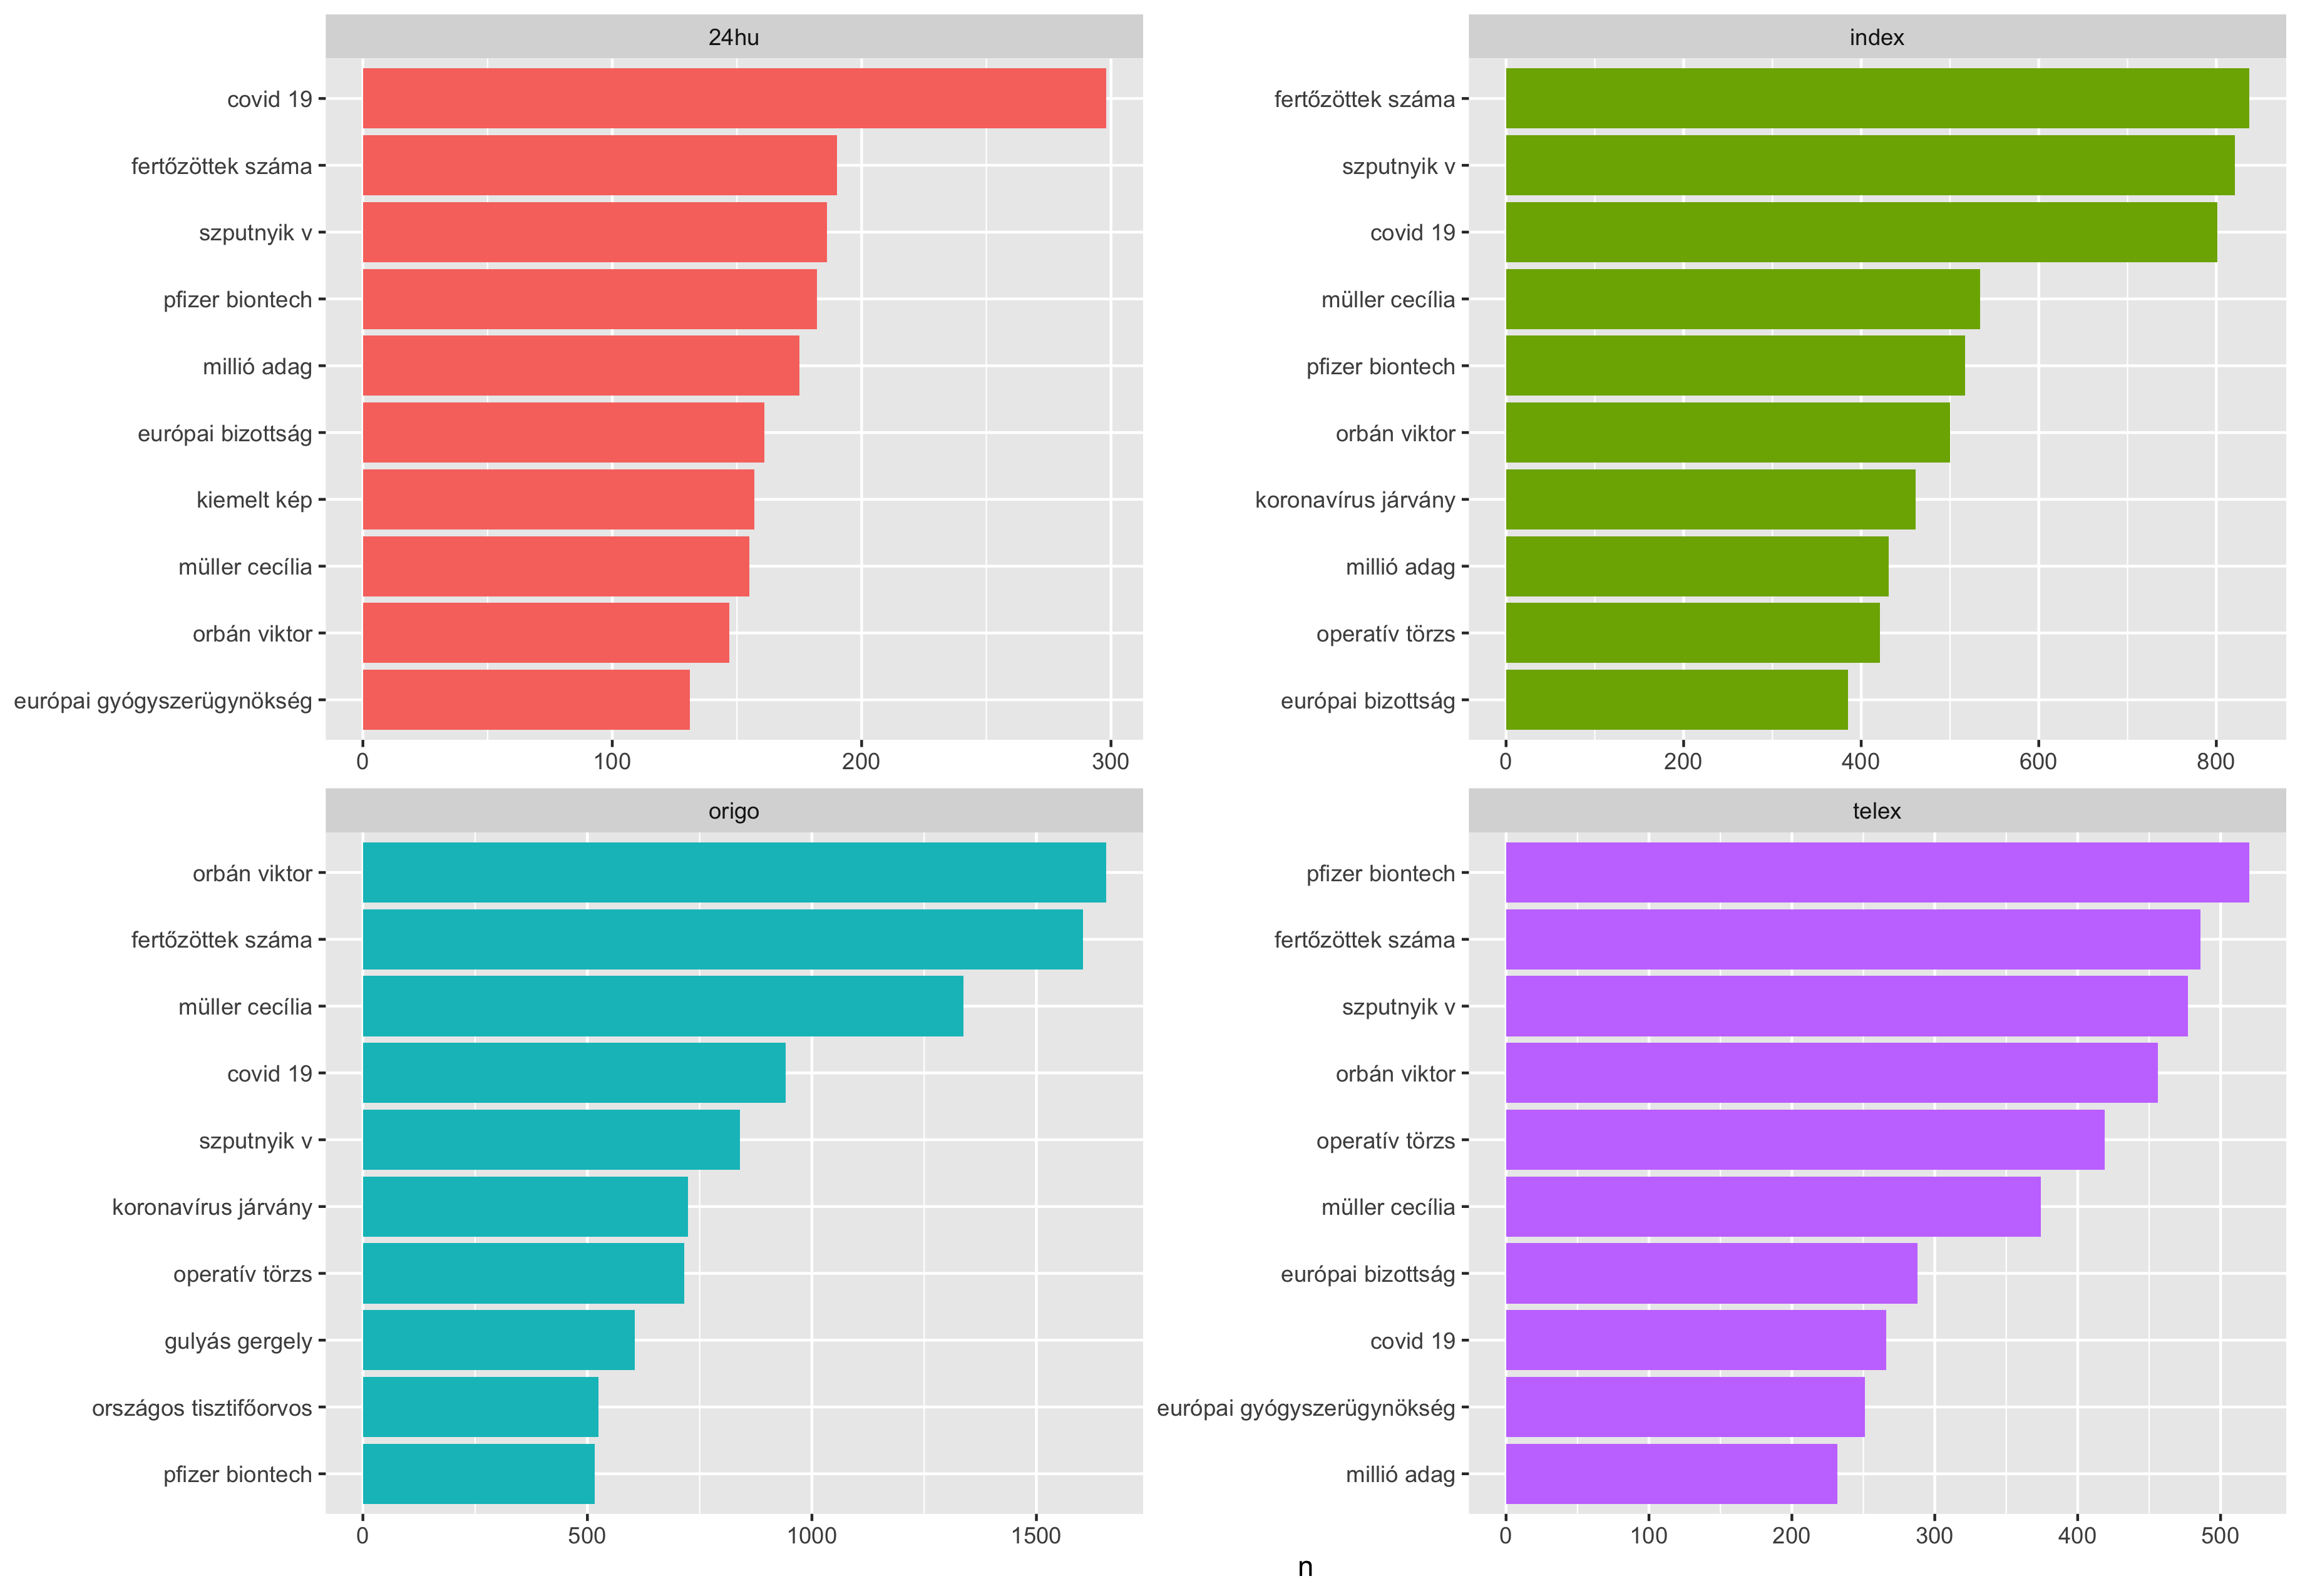 24hu
covid 19
fertőzöttek száma
szputnyik v
pfizer biontech
millió adag
európai bizottság
kiemelt kép
müller cecília
orbán viktor
európai gyógyszerügynökség
0 100 200 300
index
fertőzöttek száma
szputnyik v
covid 19
müller cecília
pfizer biontech
orbán viktor
koronavírus járvány
millió adag
operatív törzs
európai bizottság
0 200 400 600 800
origo
orbán viktor
fertőzöttek száma
müller cecília
covid 19
szputnyik v
koronavírus járvány
operatív törzs
gulyás gergely
országos tisztifőorvos
pfizer biontech
0 500 1000 1500
telex
pfizer biontech
fertőzöttek száma
szputnyik v
orbán viktor
operatív törzs
müller cecília
európai bizottság
covid 19
európai gyógyszerügynökség
millió adag
0 100 200 300 400 500
n